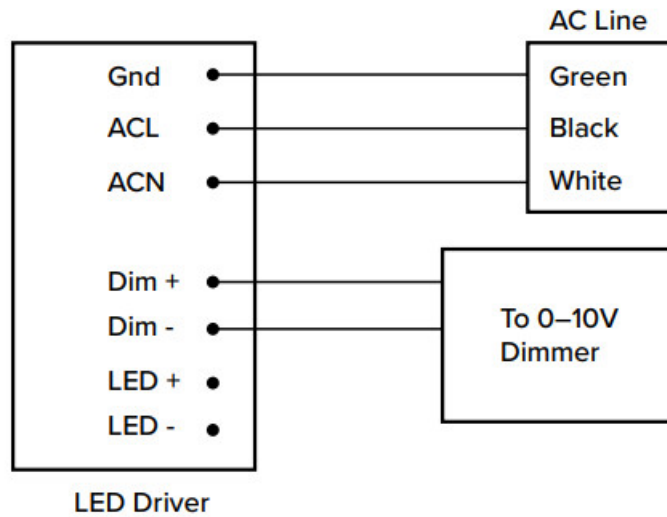 AC Line
Gnd
Green
ACL
Black
ACN
White
Dim +
Dim -
To 0–10V
Dimmer
LED +
LED -
LED Driver